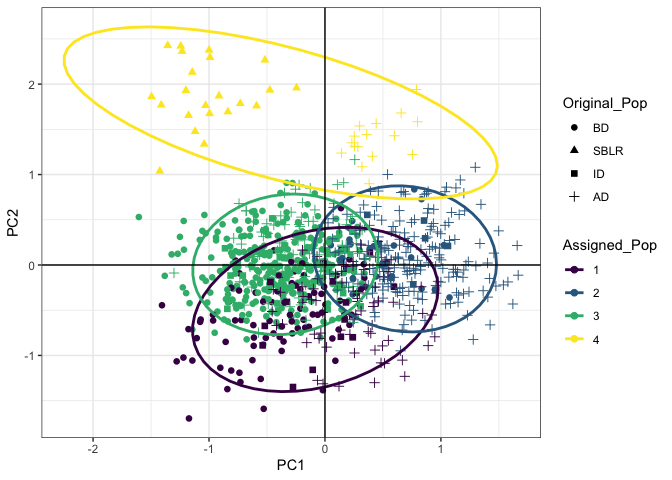 2
1
0
-1
-2
-1
0
1
PC1
PC2
Original_Pop
BD
SBLR
ID
AD
Assigned_Pop
1
2
3
4